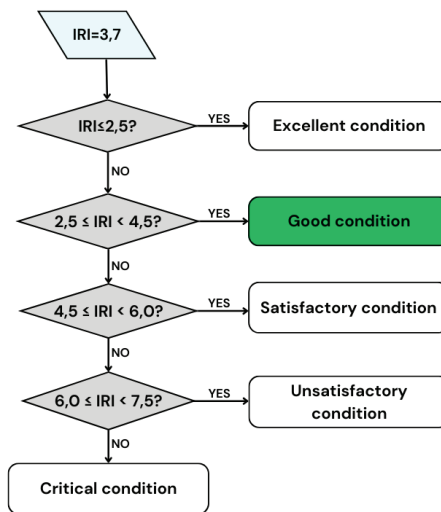 IRI=3,7
IRI≤2,5?
YES
Excellent condition
NO
2,5 ≤ IRI < 4,5?
YES
Good condition
NO
4,5 ≤ IRI < 6,0?
YES
Satisfactory condition
NO
6,0 ≤ IRI < 7,5?
YES
Unsatisfactory
condition
NO
Critical condition